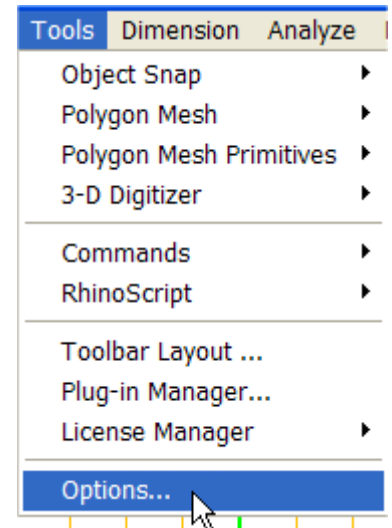 Tools Dimension Analyze
Object Snap
Polygon Mesh
Polygon Mesh Primitives
3-D Digitizer
Commands
RhinoScript
Toolbar Layout ...
Plug-in Manager...
License Manager
Options...